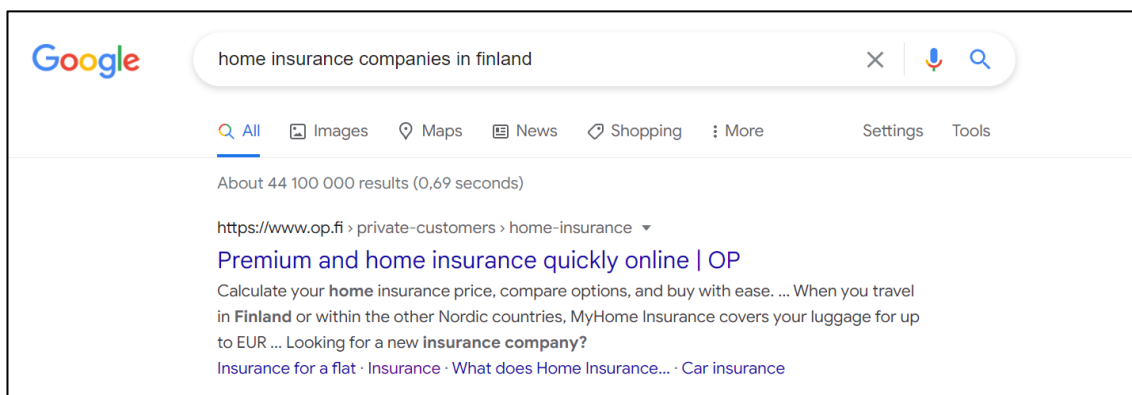 Google
home insurance companies in finland
All Images Maps News Shopping More Settings Tools
About 44 100 000 results (0,69 seconds)
https://www.op.fi › private-customers › home-insurance
Premium and home insurance quickly online | OP
Calculate your home insurance price, compare options, and buy with ease. ... When you travel
in Finland or within the other Nordic countries, MyHome Insurance covers your luggage for up
to EUR ... Looking for a new insurance company?
Insurance for a flat · Insurance · What does Home Insurance... · Car insurance